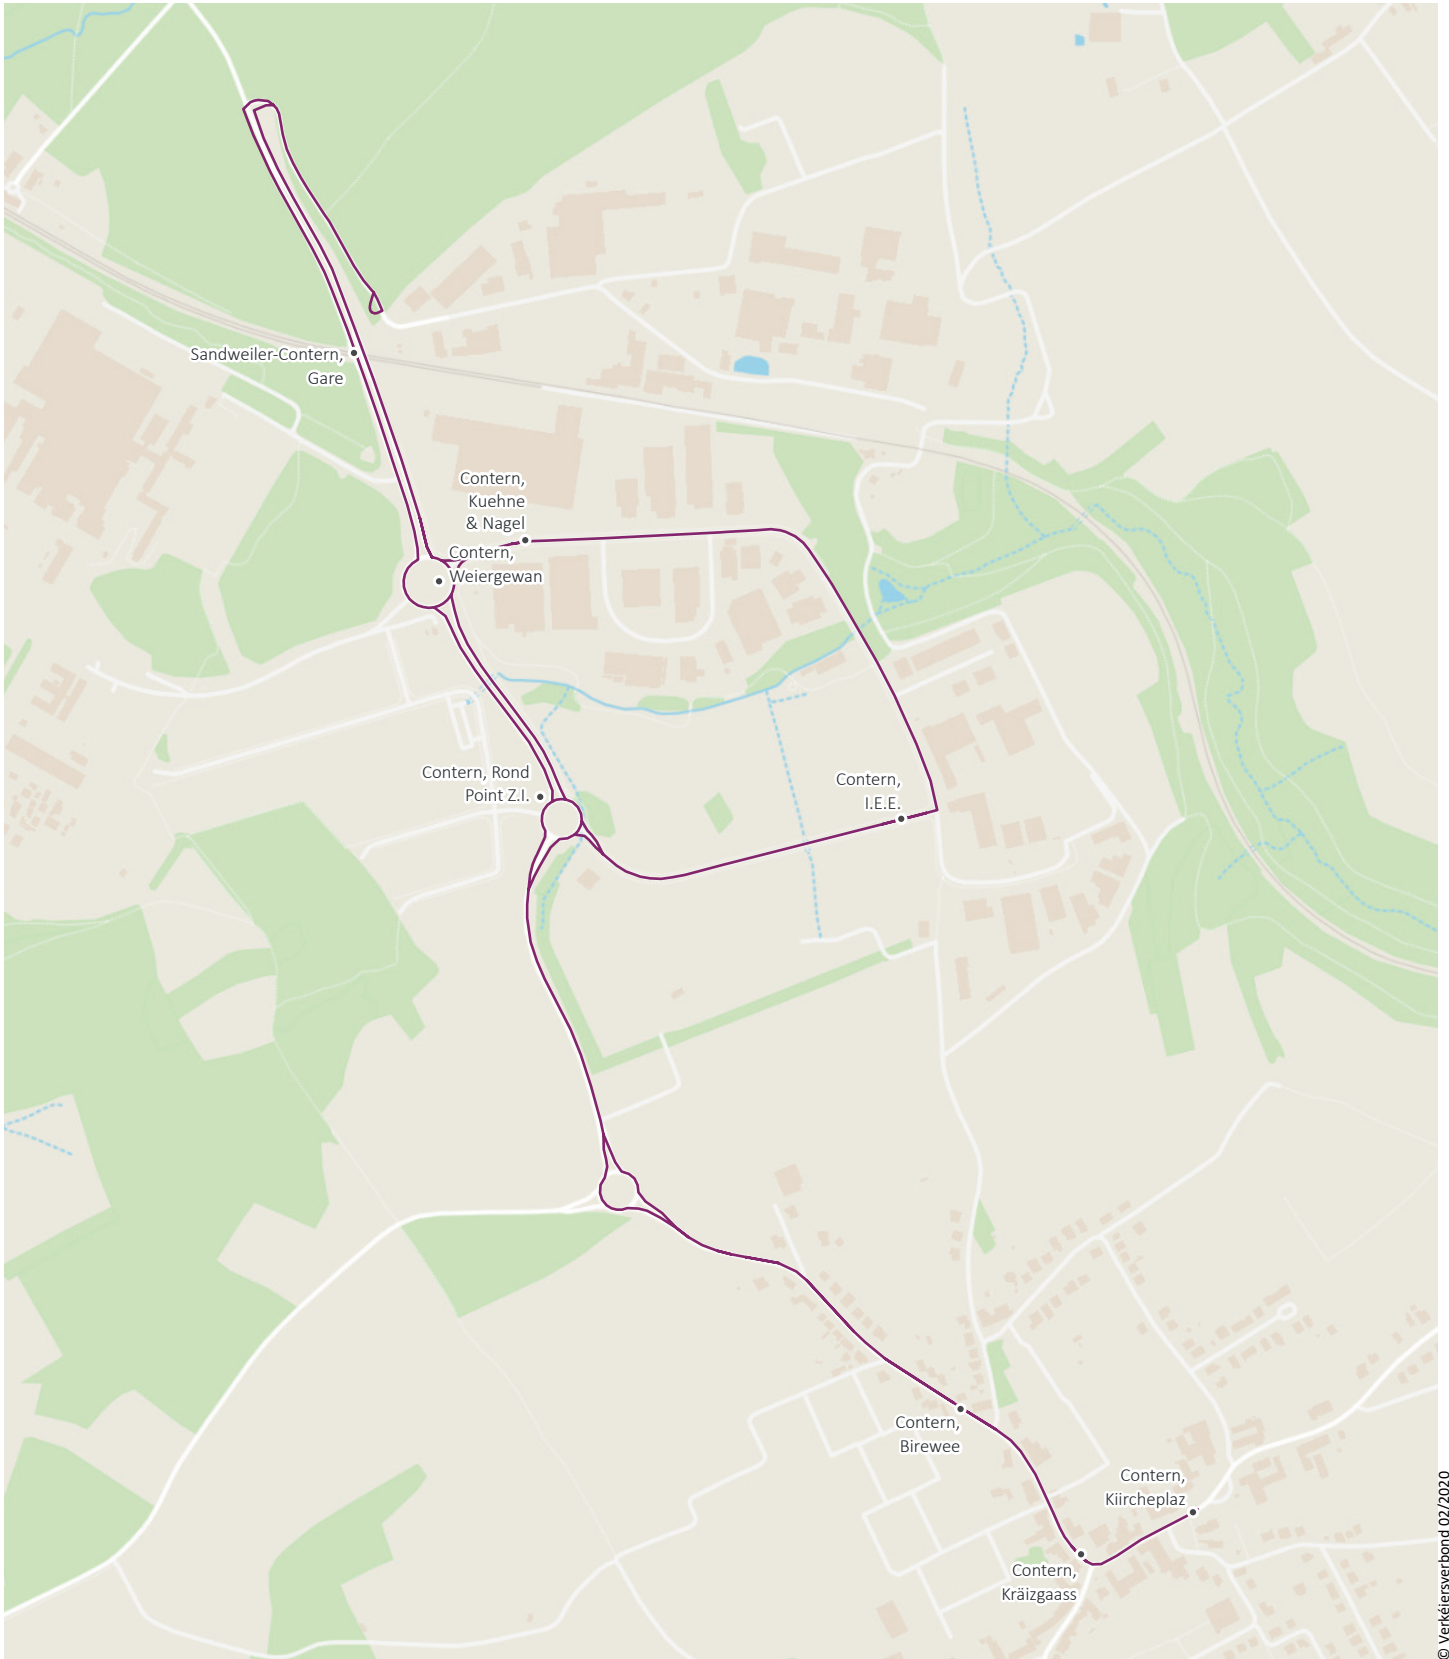 Sandweiler-Contern,
Gare
Contern,
Kuehne
& Nagel
Contern,
Weiergewan
Contern, Rond
Point Z.I.
Contern,
I.E.E.
Contern,
Birewee
Contern,
Kiircheplaz
Contern,
Kräizgaass
© Verkéiersverbond 02/2020